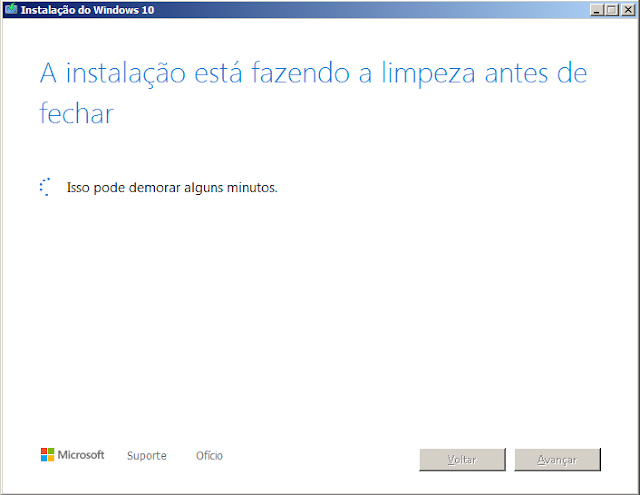 Instalação do Windows 10
A instalação está fazendo a limpeza antes de
fechar
Isso pode demorar alguns minutos.
Microsoft Suporte Ofício Voltar Avançar